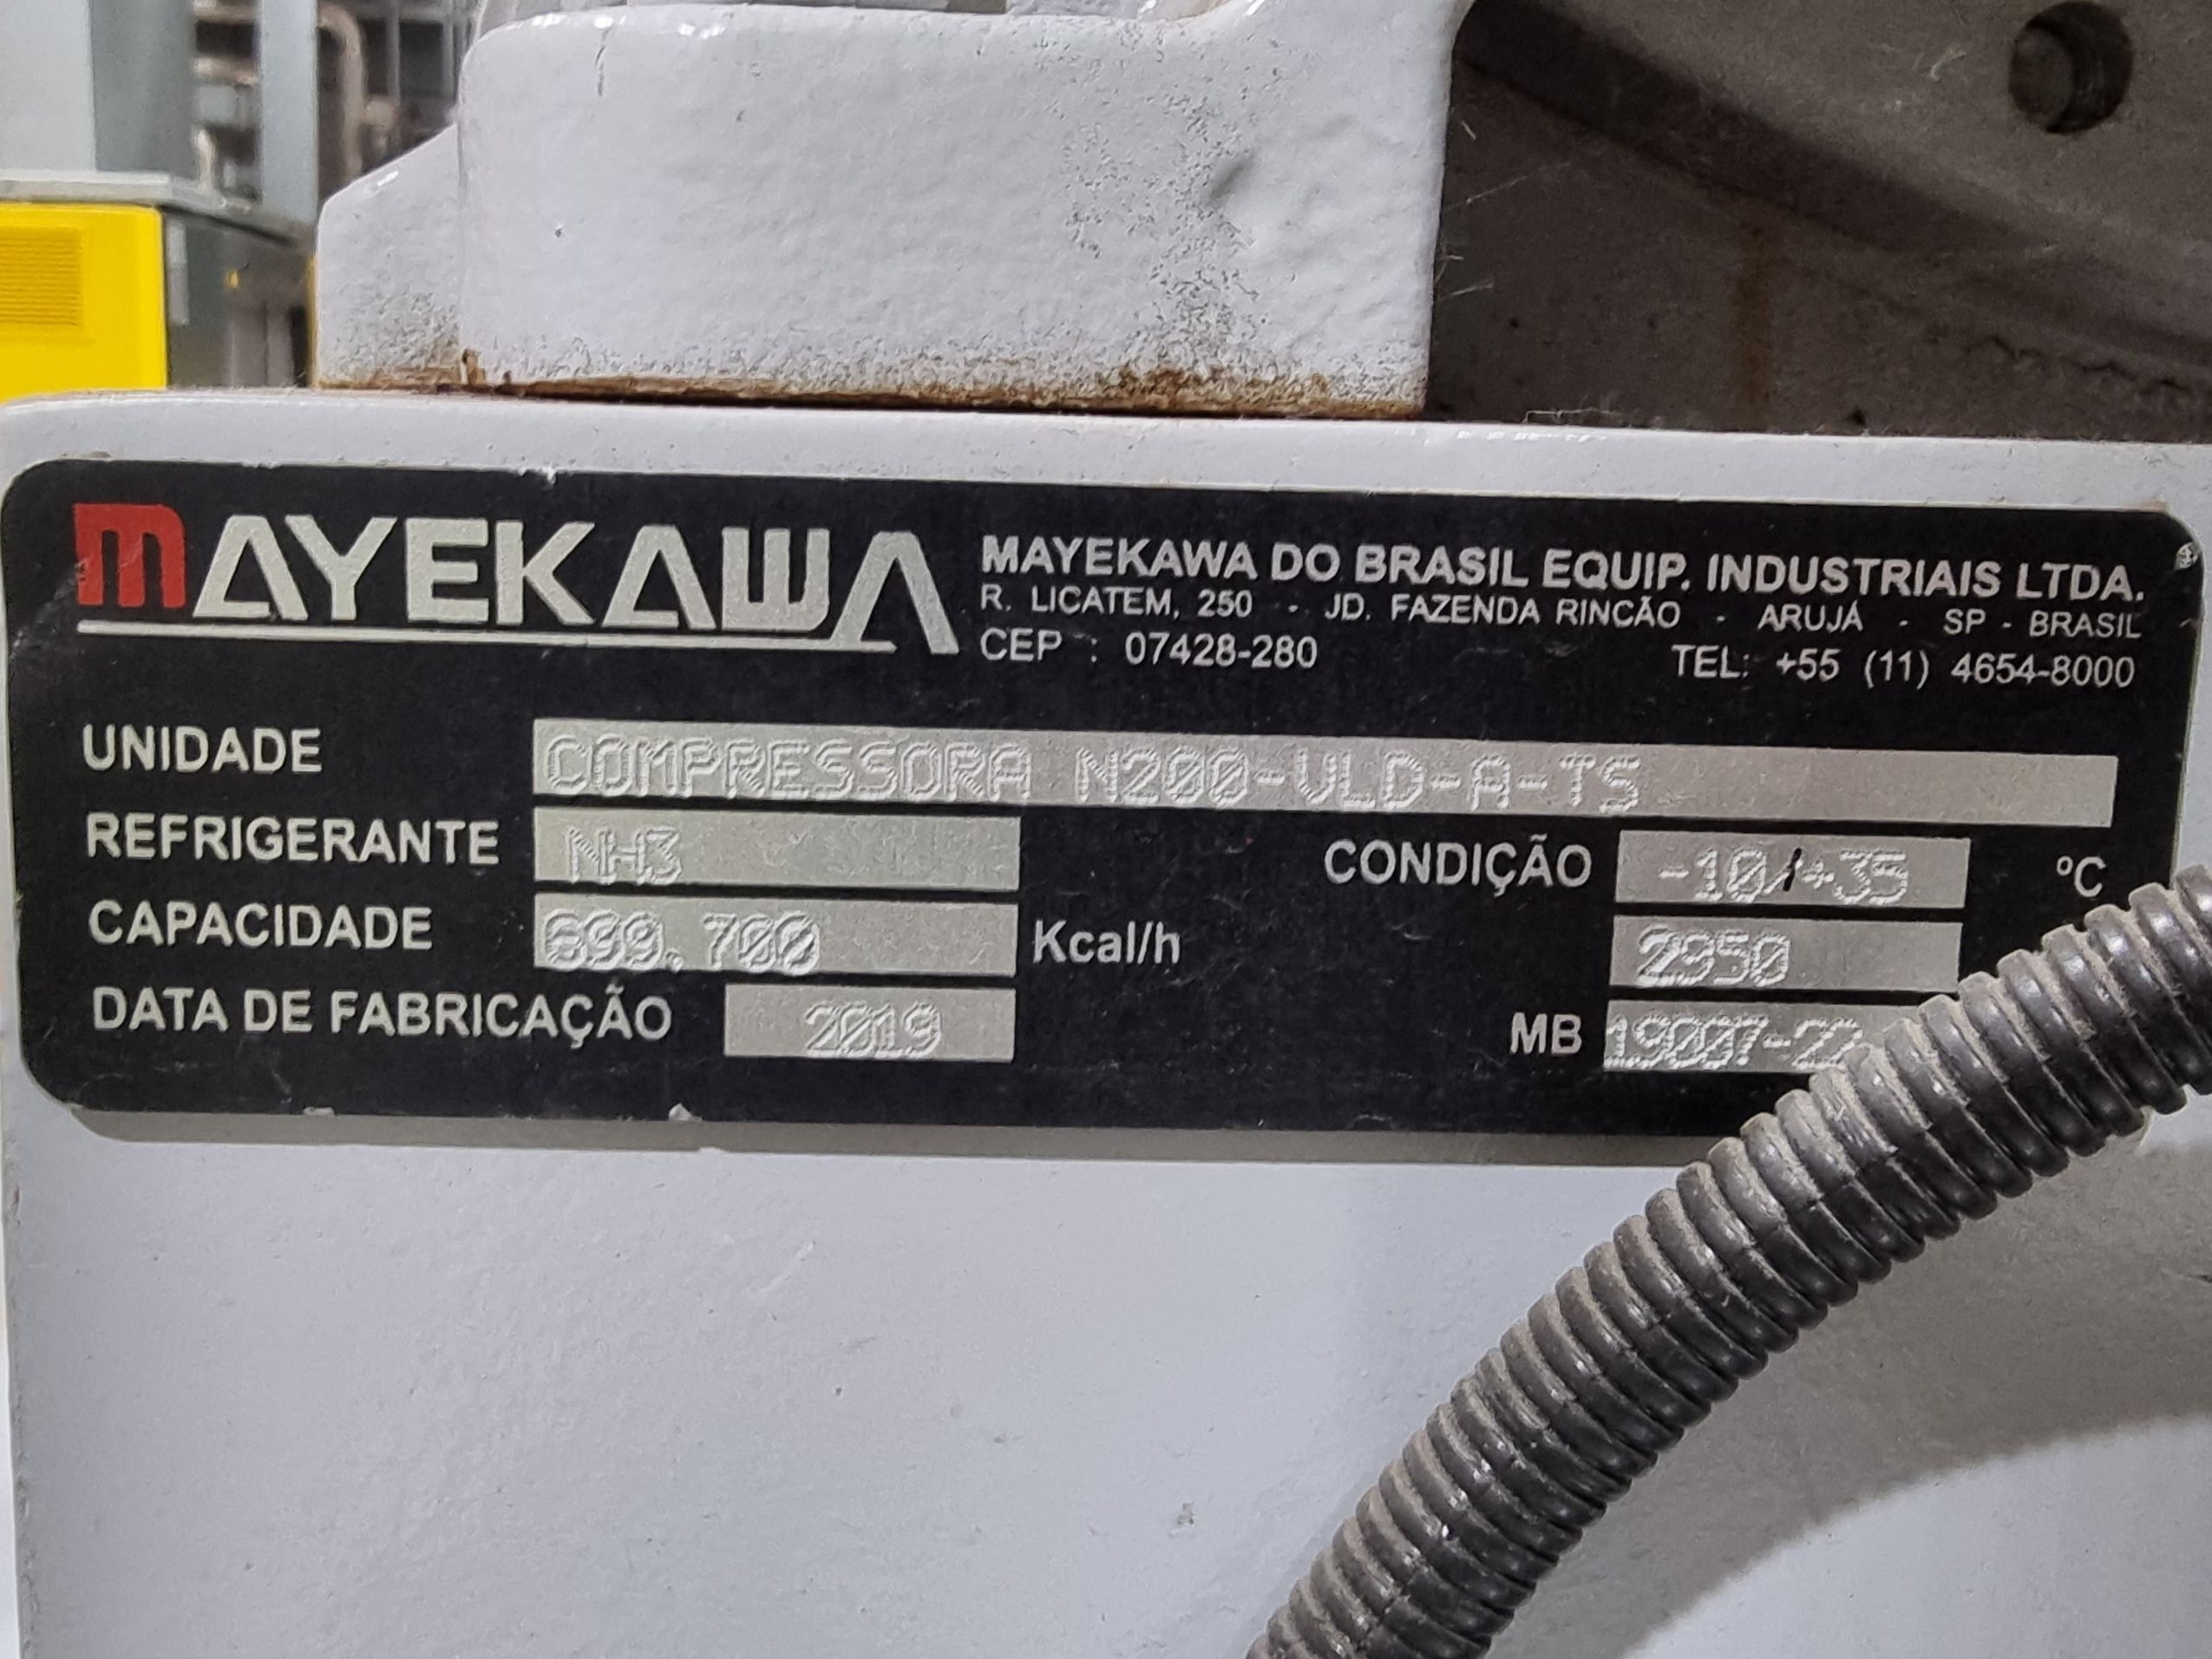 MAYEKAWA
MAYEKAWA DO BRASIL EQUIP. INDUSTRIAIS LTDA.
R. LICATEM, 250 - JD. FAZENDA RINCÃO - ARUJÁ - SP - BRASIL
CEP : 07428-280 TEL: +55 (11) 4654-8000
UNIDADE COMPRESSORA N200-VLD-A-TS
REFRIGERANTE NH3 CONDIÇÃO -10/+35 ºC
CAPACIDADE 699.700 Kcal/h 2950
DATA DE FABRICAÇÃO 2019 MB 19007-22